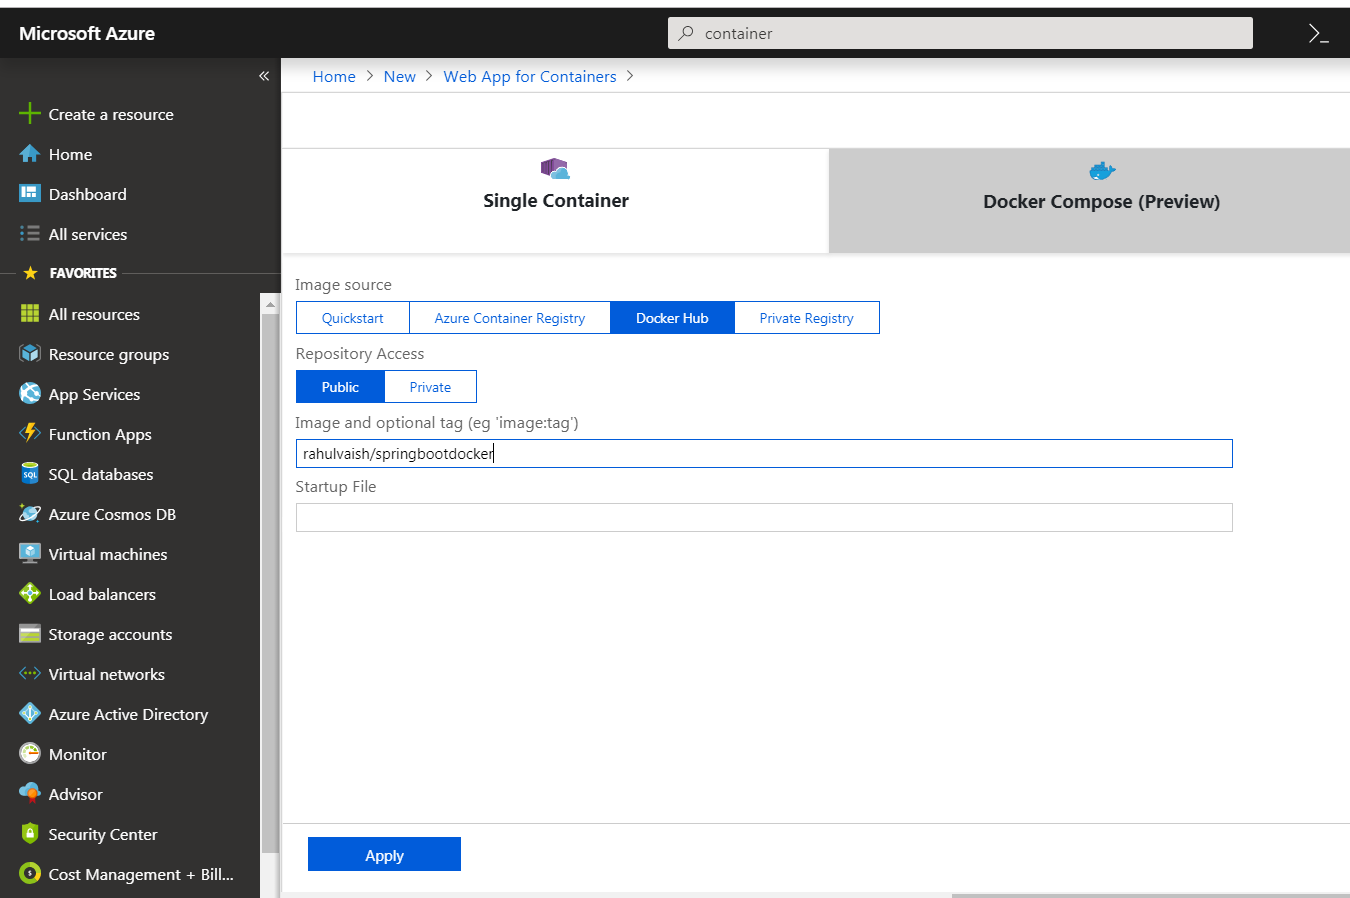 Microsoft Azure
container
Home > New > Web App for Containers >
Create a resource
Home
Dashboard
All services
FAVORITES
All resources
Resource groups
App Services
Function Apps
SQL databases
Azure Cosmos DB
Virtual machines
Load balancers
Storage accounts
Virtual networks
Azure Active Directory
Monitor
Advisor
Security Center
Cost Management + Bill...
Single Container
Docker Compose (Preview)
Image source
Quickstart
Azure Container Registry
Docker Hub
Private Registry
Repository Access
Public
Private
Image and optional tag (eg 'image:tag')
rahulvaish/springbootdocker
Startup File
Apply